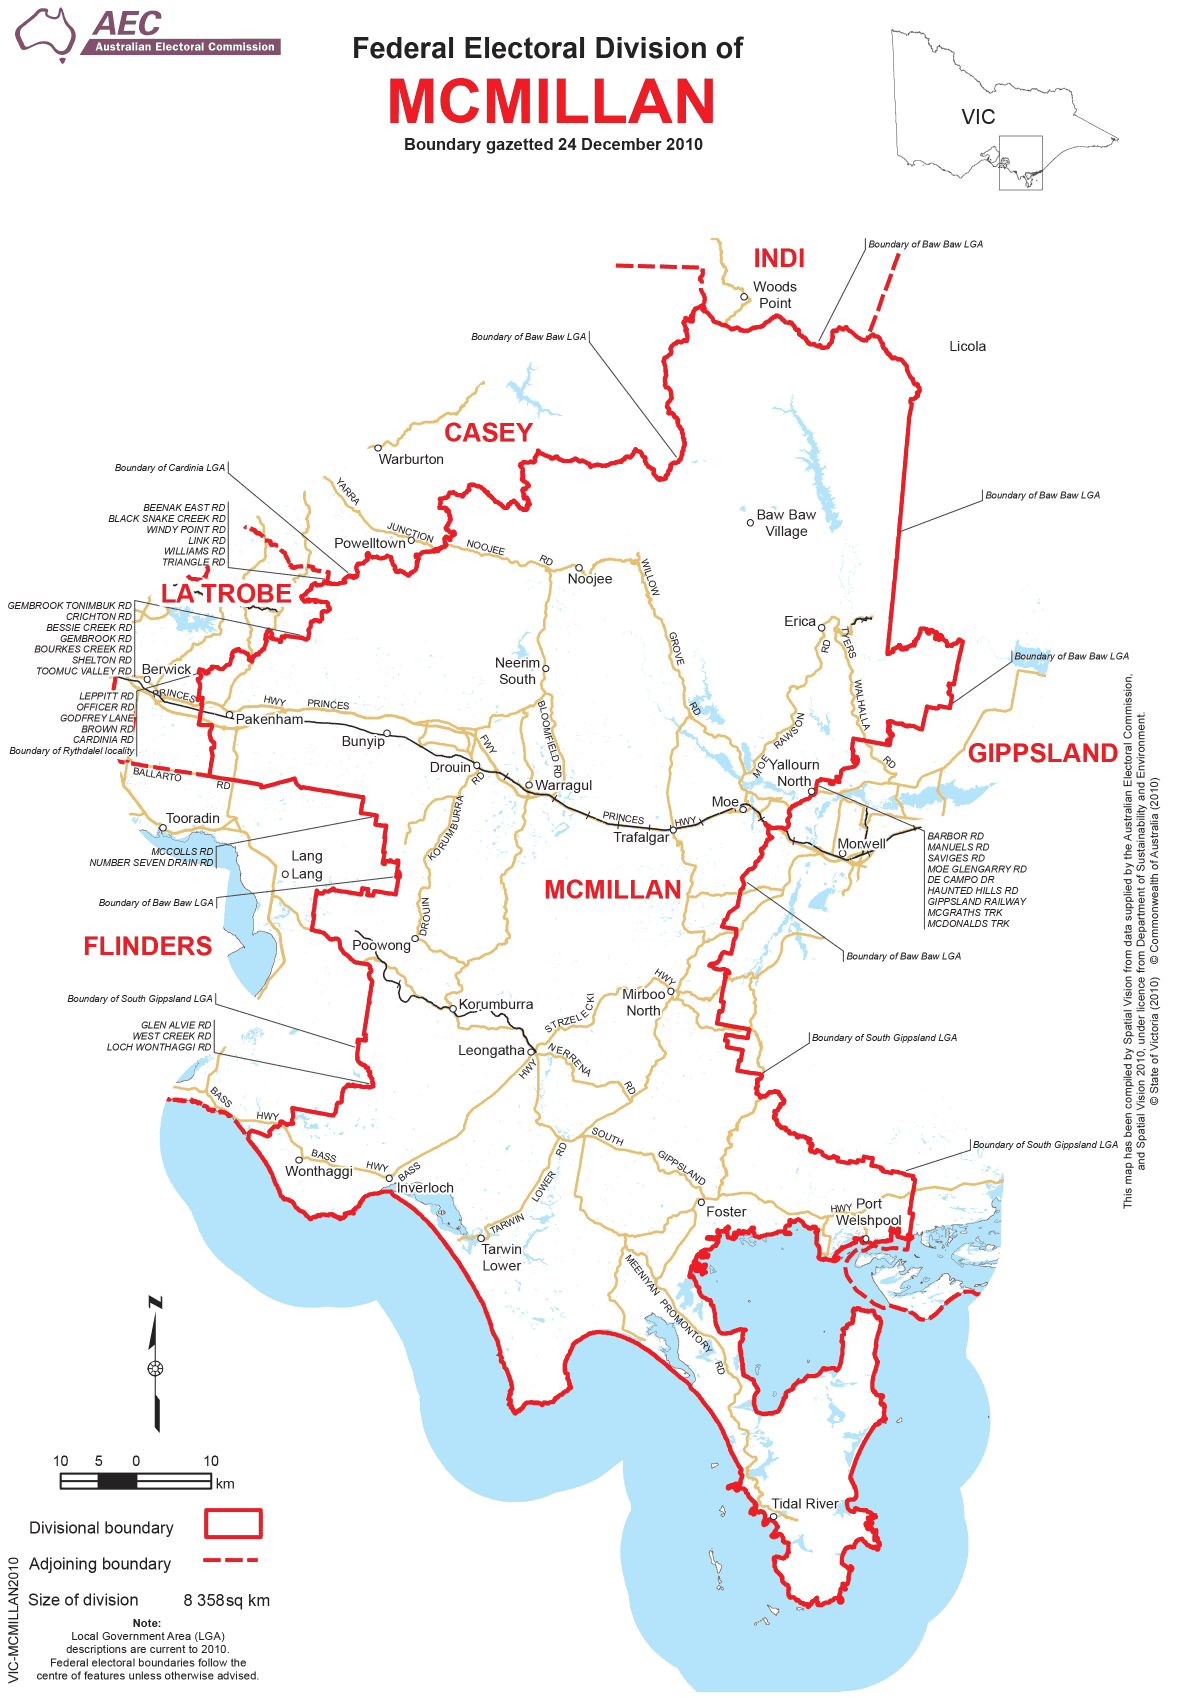 AEC
Australian Electoral Commission
Federal Electoral Division of
MCMILLAN
Boundary gazetted 24 December 2010
VIC
INDI
Boundary of Baw Baw LGA
Woods
Point
Boundary of Baw Baw LGA
Licola
CASEY
Warburton
Boundary of Cardinia LGA
YARRA
JUNCTION
NOOJEE
RD
Boundary of Baw Baw LGA
BEENAK EAST RD
BLACK SNAKE CREEK RD
WINDY POINT RD
LINK RD
WILLIAMS RD
TRIANGLE RD
Powelltown
Baw Baw
Village
Noojee
WILLOW
GROVE
RD
LA TROBE
GEMBROOK TONIMBUK RD
CRICHTON RD
BESSIE CREEK RD
GEMBROOK RD
BOURKES CREEK RD
SHELTON RD
TOOMUC VALLEY RD
Erica
RD
TYERS
WALHALLA
RD
Boundary of Baw Baw LGA
Berwick
Neerim
South
LEPPITT RD
OFFICER RD
GODFREY LANE
BROWN RD
CARDINIA RD
Boundary of Rythdalel locality
PRINCES
HWY
PRINCES
FWY
Pakenham
Bunyip
BLOOMFIELD RD
MOE
RAWSON
GIPPSLAND
Yallourn
North
BALLARTO
RD
Drouin
RD
Warragul
Moe
PRINCES
HWY
Trafalgar
Tooradin
KORUMBURRA
Morwell
BARBOR RD
MANUELS RD
SAVIGES RD
MOE GLENGARRY RD
DE CAMPO DR
HAUNTED HILLS RD
GIPPSLAND RAILWAY
MCGRATHS TRK
MCDONALDS TRK
MCCOLLS RD
NUMBER SEVEN DRAIN RD
Lang
Lang
MCMILLAN
Boundary of Baw Baw LGA
DROUIN
FLINDERS
Poowong
Boundary of Baw Baw LGA
Boundary of South Gippsland LGA
HWY
Mirboo
North
Korumburra
STRZELECKI
GLEN ALVIE RD
WEST CREEK RD
LOCH WONTHAGGI RD
Boundary of South Gippsland LGA
Leongatha
HWY
NERRENA
RD
BASS
HWY
SOUTH
GIPPSLAND
Boundary of South Gippsland LGA
BASS
HWY
BASS
Wonthaggi
Inverloch
RD
LOWER
TARWIN
HWY
Port
Welshpool
Foster
Tarwin
Lower
MEENIYAN
PROMONTORY
RD
Z
10 5 0 10
km
Tidal River
Divisional boundary
Adjoining boundary
Size of division 8 358sq km
Note:
Local Government Area (LGA)
descriptions are current to 2010.
Federal electoral boundaries follow the
centre of features unless otherwise advised.
VIC-MCMILLAN2010
This map has been compiled by Spatial Vision from data supplied by the Australian Electoral Commission,
and Spatial Vision 2010, under licence from Department of Sustainability and Environment.
© State of Victoria (2010) © Commonwealth of Australia (2010)